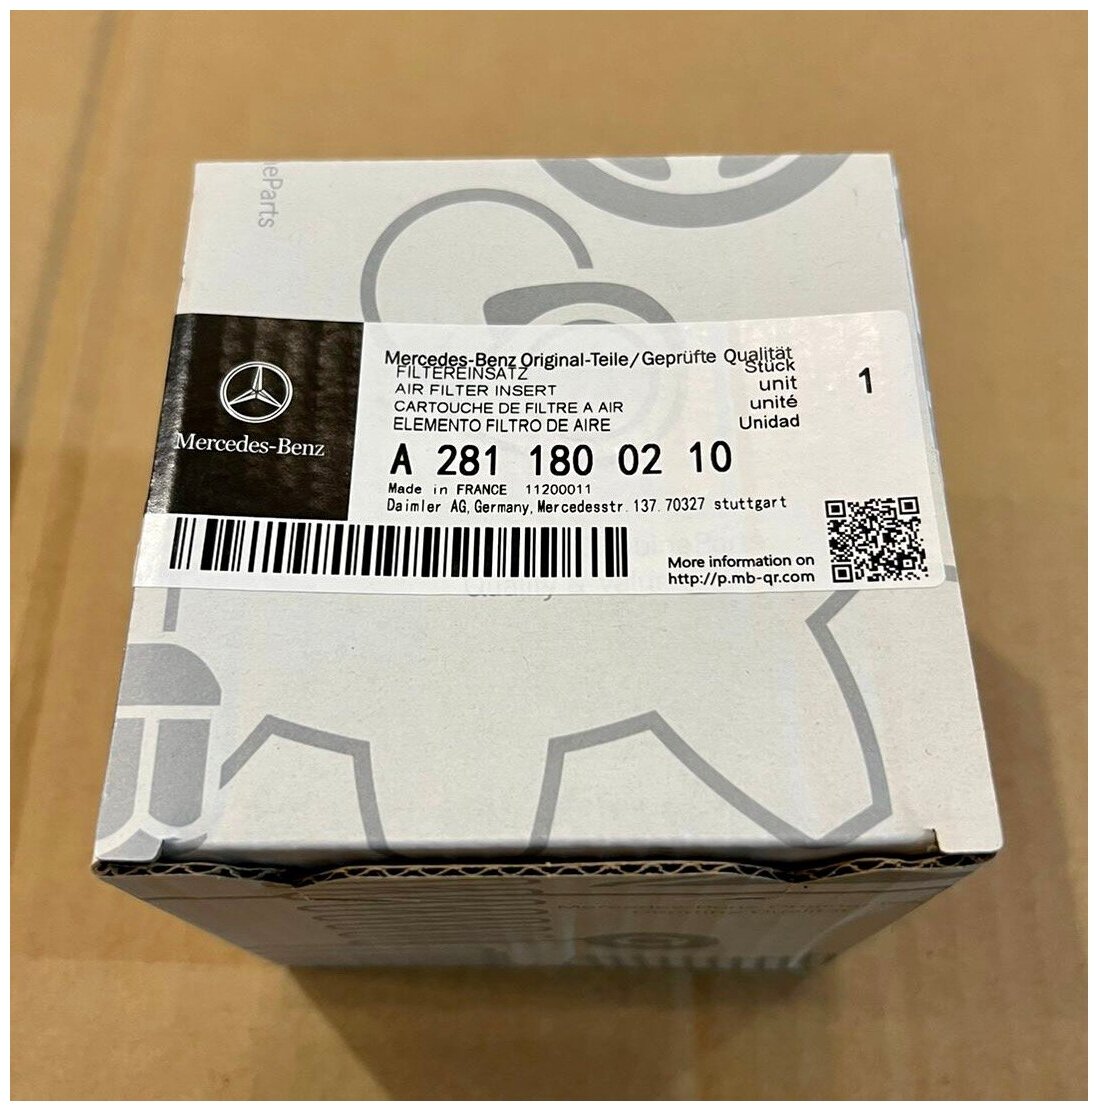 eParts
Mercedes-Benz Original-Teile/Geprüfte Qualität
FILTEREINSATZ Stück
AIR FILTER INSERT unit 1
CARTOUCHE DE FILTRE A AIR unité
ELEMENTO FILTRO DE AIRE Unidad
Mercedes-Benz
A 281 180 02 10
Made in FRANCE 11200011
Daimler AG, Germany, Mercedesstr. 137. 70327 stuttgart
More information on
http://p.mb-qr.com